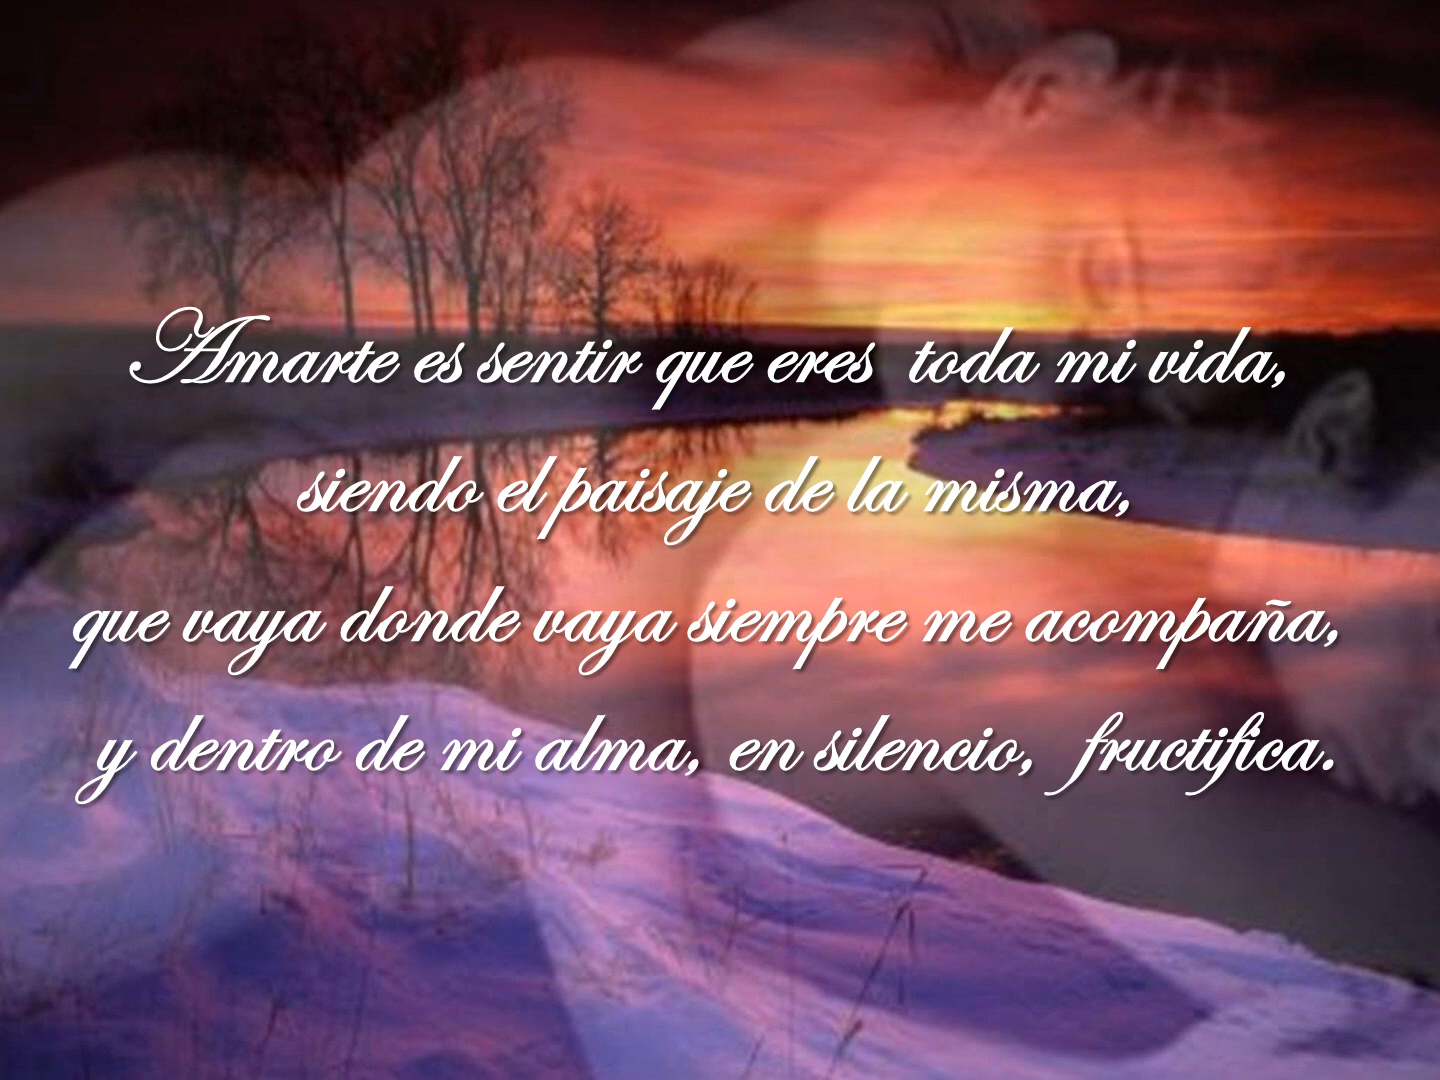 Amarte es sentir que eres toda mi vida,
siendo el paisaje de la misma,
que vaya donde vaya siempre me acompaña,
y dentro de mi alma, en silencio, fructifica.